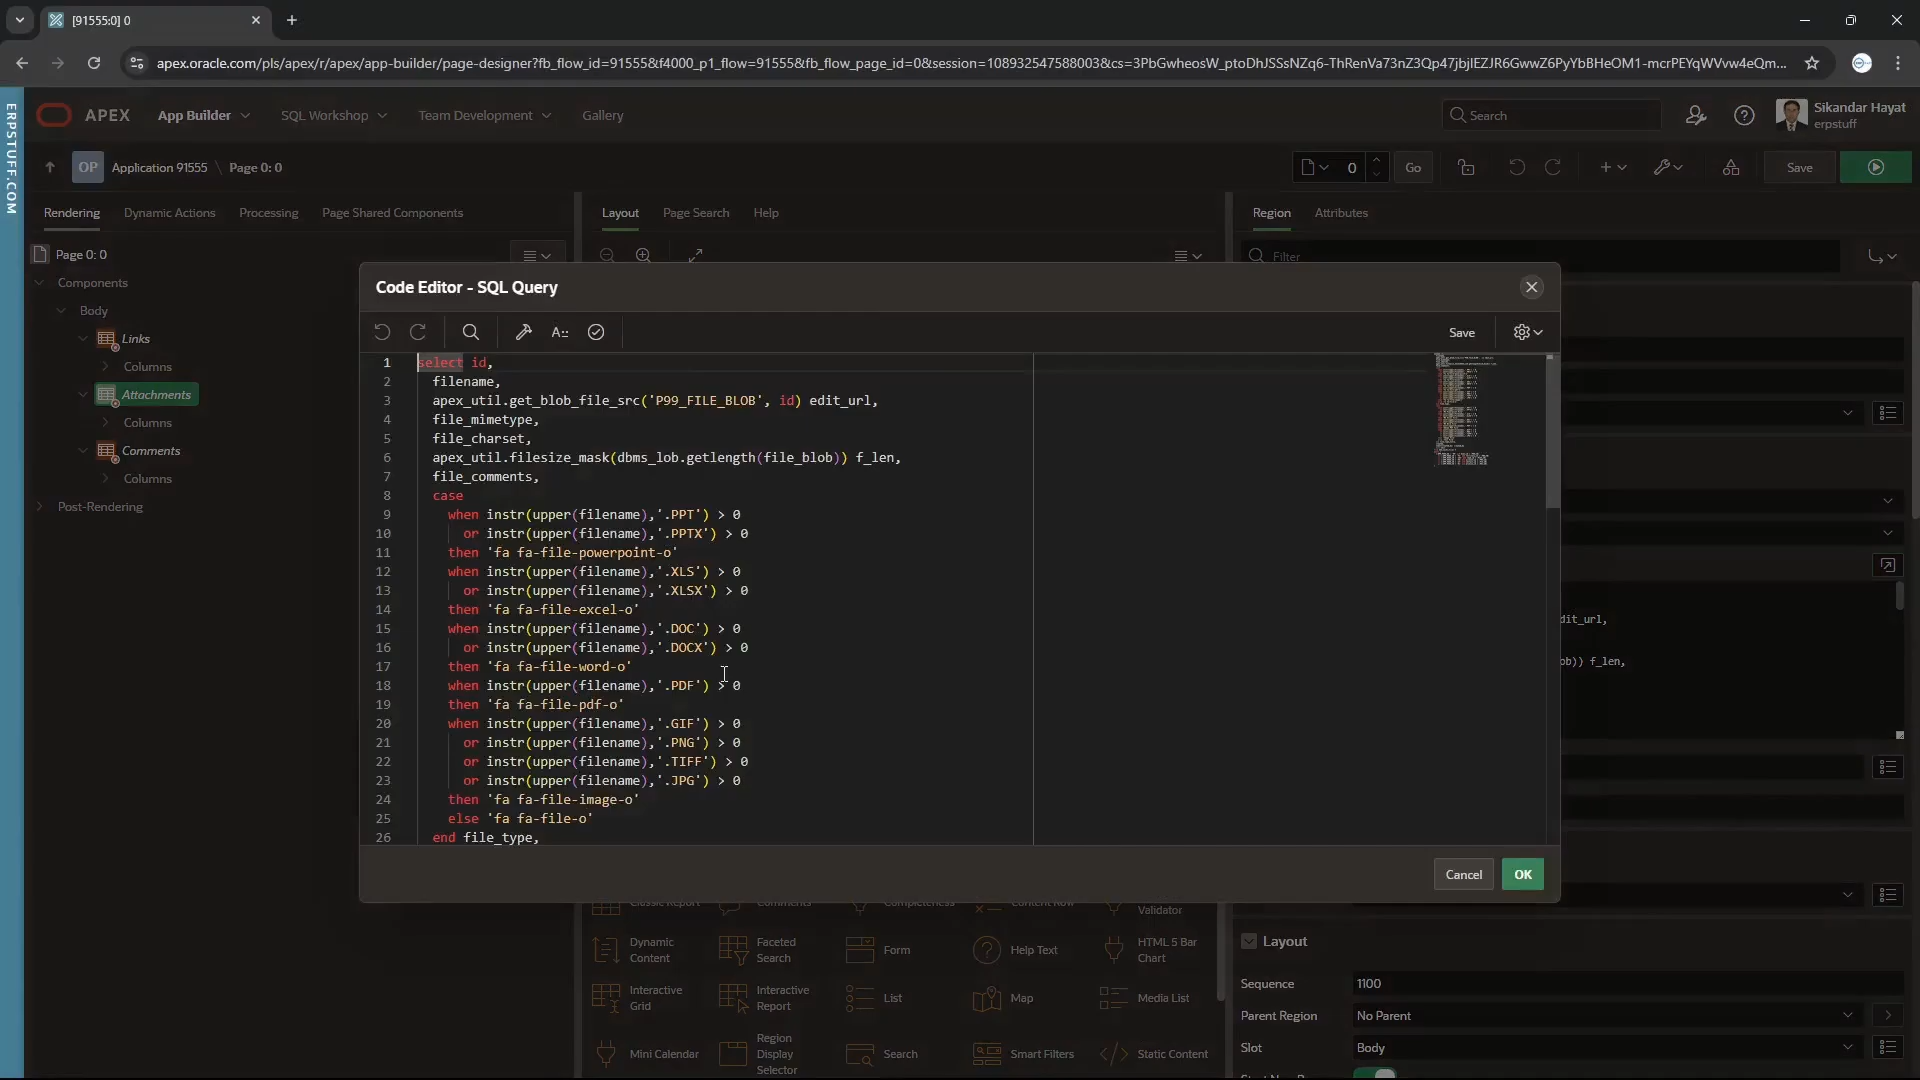 [91555:0] 0
apex.oracle.com/pls/apex/r/apex/app-builder/page-designer?fb_flow_id=91555&f4000_p1_flow=91555&fb_flow_page_id=0&session=108932547588003&cs=3PbGwheosW_ptoDhJSSsNZq6-ThRenVa73nZ3Qp47jbjIEZJR6GwwZ6PyYbBHeOM1-mcrPEYqWVvw4eQm...
ERPSTUFF.COM
APEX App Builder SQL Workshop Team Development Gallery Search Sikandar Hayat
erpstuff
OP Application 91555 \ Page 0: 0 0 Go Save
Rendering Dynamic Actions Processing Page Shared Components Layout Page Search Help Region Attributes
Page 0: 0
Filter
Components
Body
Links
Columns
Attachments
Columns
Comments
Columns
Post-Rendering
Code Editor - SQL Query
A:: Save
1 select id,
2 filename,
3 apex_util.get_blob_file_src('P99_FILE_BLOB', id) edit_url,
4 file_mimetype,
5 file_charset,
6 apex_util.filesize_mask(dbms_lob.getlength(file_blob)) f_len,
7 file_comments,
8 case
9 when instr(upper(filename),'.PPT') > 0
10 or instr(upper(filename),'.PPTX') > 0
11 then 'fa fa-file-powerpoint-o'
12 when instr(upper(filename),'.XLS') > 0
13 or instr(upper(filename),'.XLSX') > 0
14 then 'fa fa-file-excel-o'
15 when instr(upper(filename),'.DOC') > 0
16 or instr(upper(filename),'.DOCX') > 0
17 then 'fa fa-file-word-o'
18 when instr(upper(filename),'.PDF') > 0
19 then 'fa fa-file-pdf-o'
20 when instr(upper(filename),'.GIF') > 0
21 or instr(upper(filename),'.PNG') > 0
22 or instr(upper(filename),'.TIFF') > 0
23 or instr(upper(filename),'.JPG') > 0
24 then 'fa fa-file-image-o'
25 else 'fa fa-file-o'
26 end file_type,
Cancel OK
dit_url,
ob)) f_len,
Validator
Dynamic Content
Faceted Search
Form
Help Text
HTML 5 Bar Chart
Interactive Grid
Interactive Report
List
Map
Media List
Mini Calendar
Region Display Selector
Search
Smart Filters
Static Content
Layout
Sequence 1100
Parent Region No Parent
Slot Body